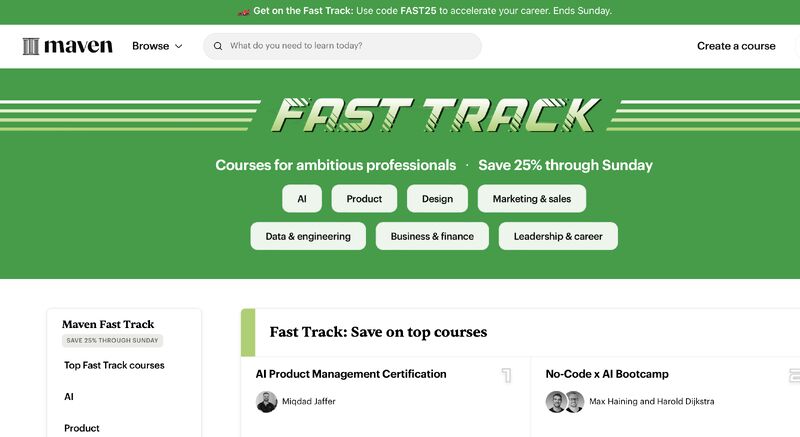 Get on the Fast Track: Use code FAST25 to accelerate your career. Ends Sunday.
maven Browse What do you need to learn today? Create a course
FAST TRACK
Courses for ambitious professionals · Save 25% through Sunday
AI Product Design Marketing & sales
Data & engineering Business & finance Leadership & career
Maven Fast Track
SAVE 25% THROUGH SUNDAY
Top Fast Track courses
AI
Product
Fast Track: Save on top courses
AI Product Management Certification 1
Miqdad Jaffer
No-Code x AI Bootcamp 2
Max Haining and Harold Dijkstra